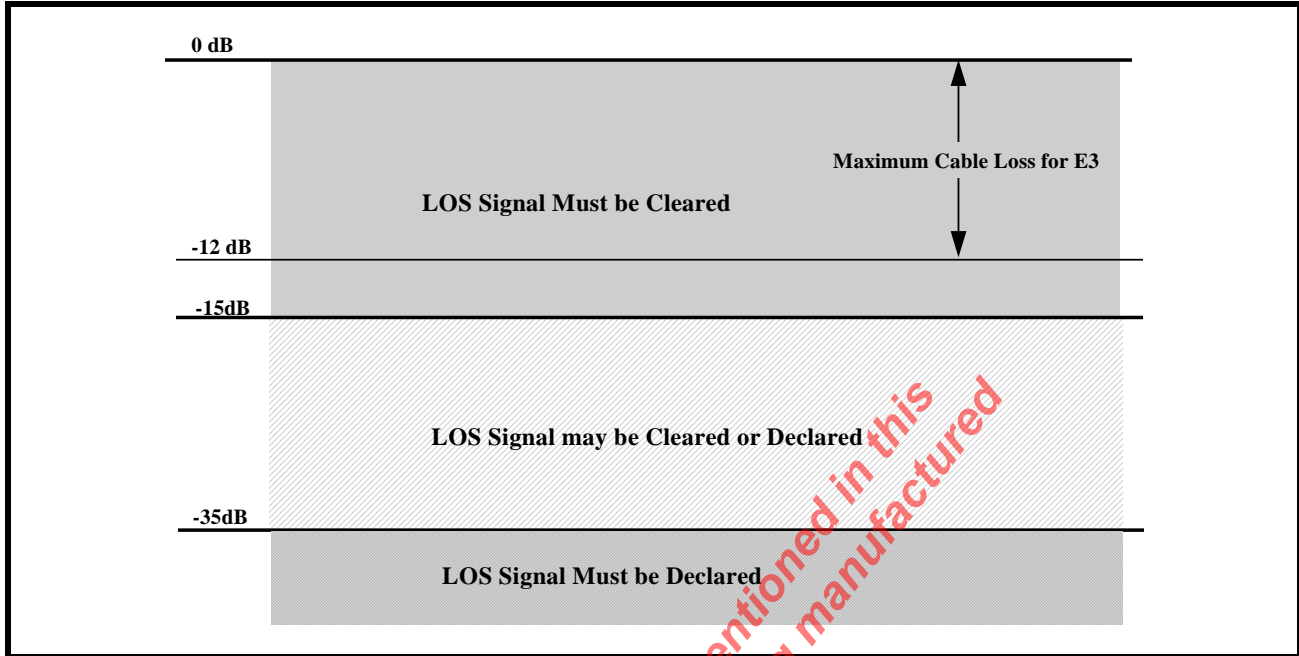 0 dB
Maximum Cable Loss for E3
LOS Signal Must be Cleared
-12 dB
-15dB
LOS Signal may be Cleared or Declared
-35dB
LOS Signal Must be Declared
mentioned in this
manufactured